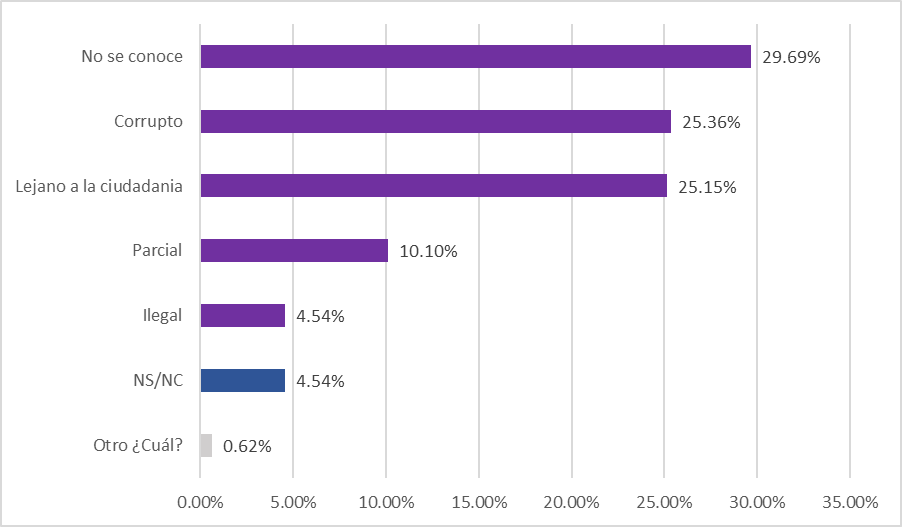 No se conoce
29.69%
Corrupto
25.36%
Lejano a la ciudadania
25.15%
Parcial
10.10%
Ilegal
4.54%
NS/NC
4.54%
Otro ¿Cuál?
0.62%
0.00% 5.00% 10.00% 15.00% 20.00% 25.00% 30.00% 35.00%